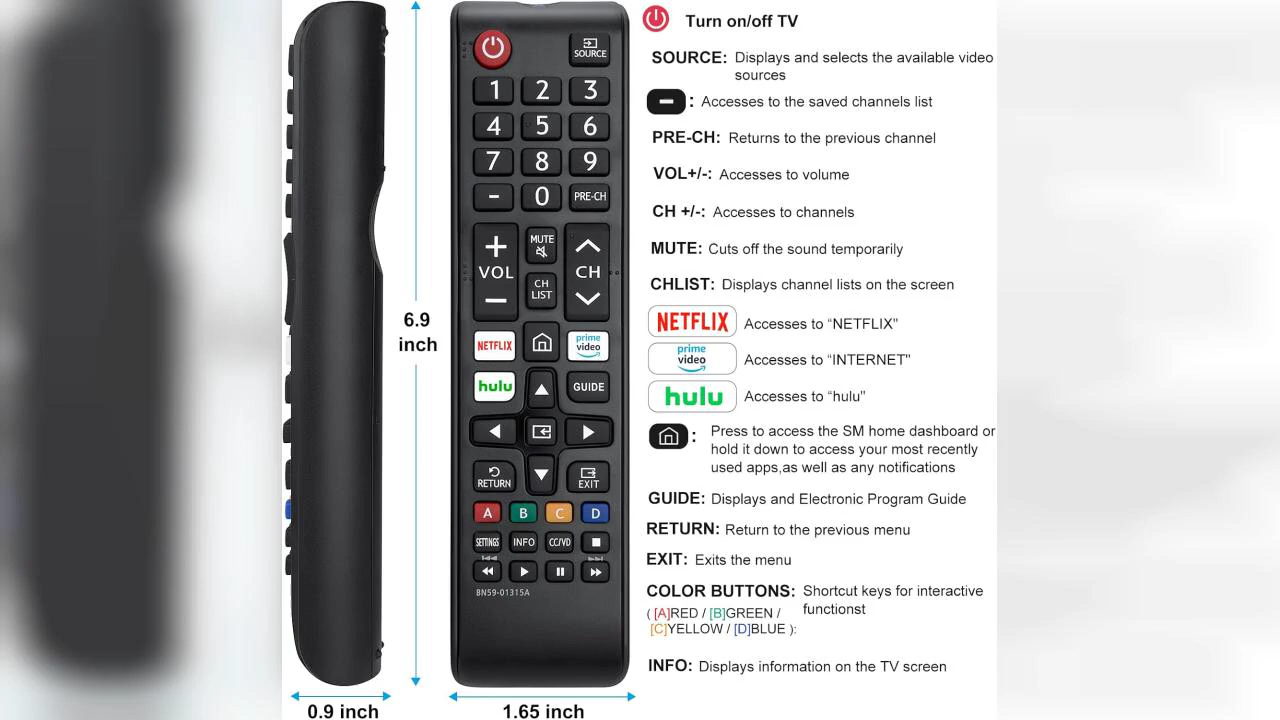 SOURCE
1 2 3
4 5 6
7 8 9
- 0 PRE-CH
+
VOL
−
MUTE
CH
LIST
CH
NETFLIX
prime
video
hulu
GUIDE
RETURN
EXIT
A B C D
SETTINGS INFO CC/VD
BN59-01315A
6.9
inch
0.9 inch
1.65 inch
Turn on/off TV
SOURCE: Displays and selects the available video
sources
- : Accesses to the saved channels list
PRE-CH: Returns to the previous channel
VOL+/-: Accesses to volume
CH +/-: Accesses to channels
MUTE: Cuts off the sound temporarily
CHLIST: Displays channel lists on the screen
NETFLIX Accesses to “NETFLIX”
prime
video Accesses to “INTERNET”
hulu Accesses to “hulu”
: Press to access the SM home dashboard or
hold it down to access your most recently
used apps,as well as any notifications
GUIDE: Displays and Electronic Program Guide
RETURN: Return to the previous menu
EXIT: Exits the menu
COLOR BUTTONS: Shortcut keys for interactive
functionst
( [A]RED / [B]GREEN /
[C]YELLOW / [D]BLUE ):
INFO: Displays information on the TV screen